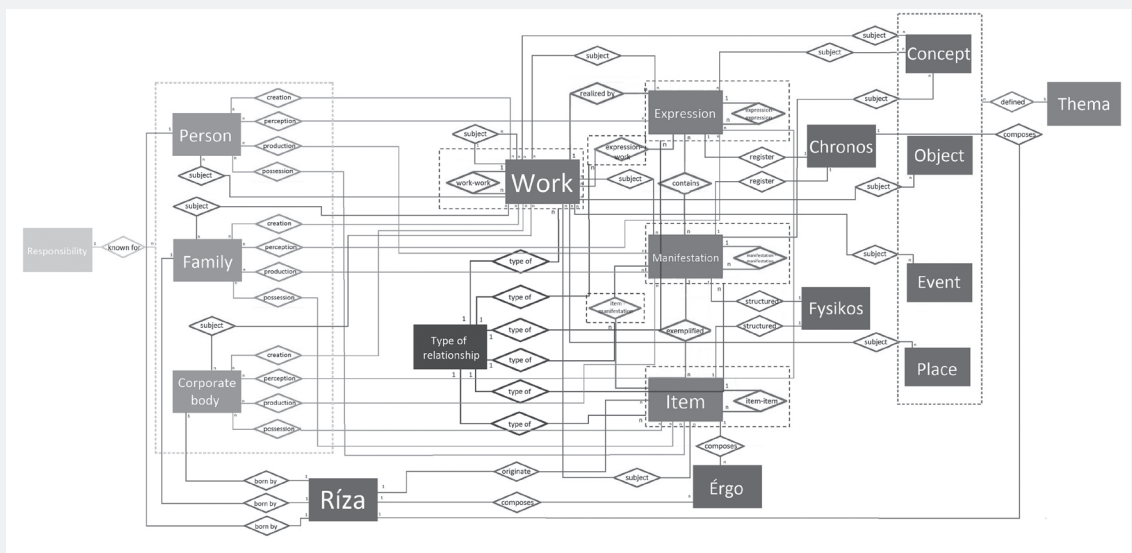 subject
subject
Concept
subject
creation
realized by
Expression
expression-
expression
subject
defined
Thema
perception
Person
production
possession
subject
subject
expression-
work
Chronos
composes
register
Object
contains
register
Work
work-work
subject
subject
subject
creation
Responsibility
known for
perception
Family
production
possession
Manifestation
manifestation
manifestation
type of
subject
Event
type of
item
manifestation
structured
Fysikos
subject
type of
exemplified
structured
Type of
relationship
type of
subject
Place
creation
perception
Corporate
body
production
possession
type of
Item
item-item
type of
composes
originate
subject
born by
Ríza
composes
Érgo
born by
born by